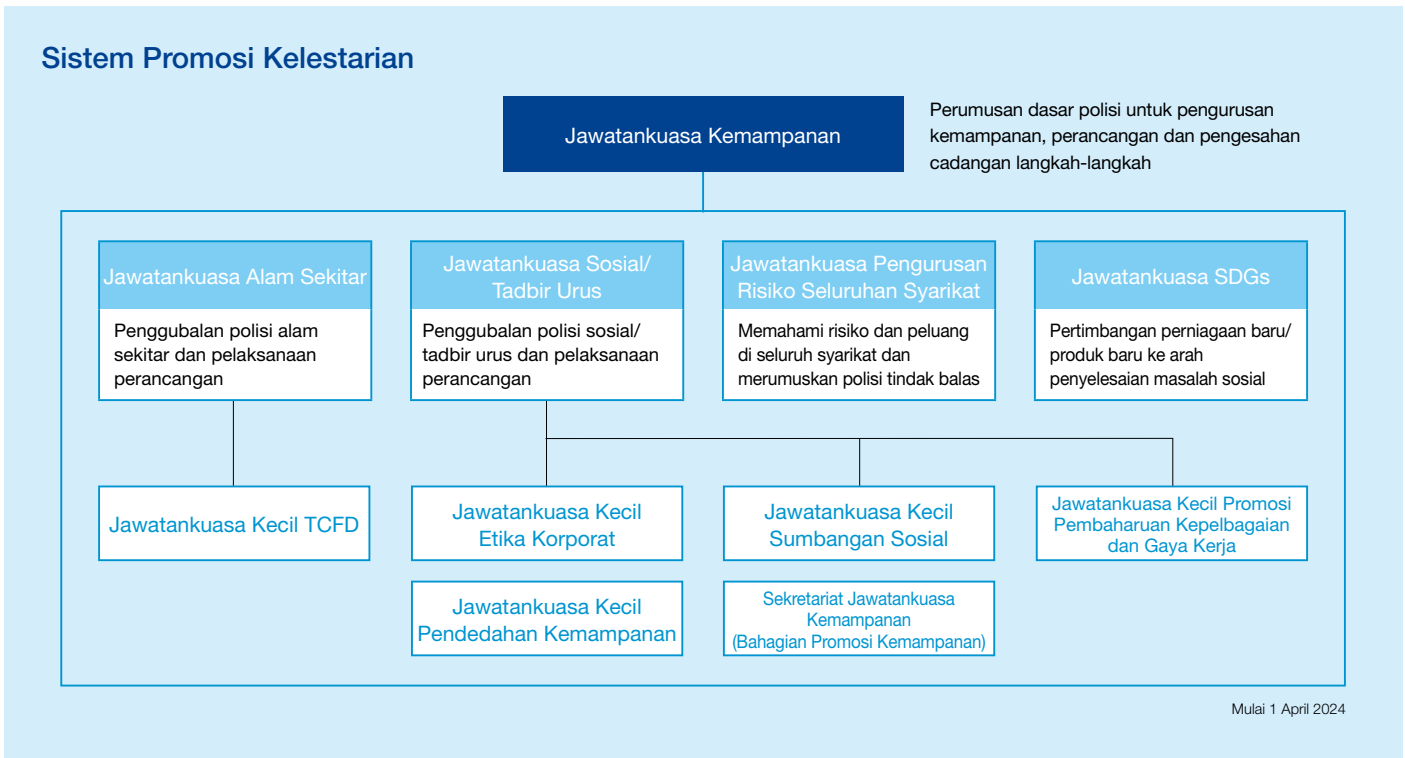 Sistem Promosi Kelestarian
Jawatankuasa Kemampanan
Perumusan dasar polisi untuk pengurusan
kemampanan, perancangan dan pengesahan
cadangan langkah-langkah
Jawatankuasa Alam Sekitar
Penggubalan polisi alam
sekitar dan pelaksanaan
perancangan
Jawatankuasa Sosial/
Tadbir Urus
Penggubalan polisi sosial/
tadbir urus dan pelaksanaan
perancangan
Jawatankuasa Pengurusan
Risiko Seluruhan Syarikat
Memahami risiko dan peluang
di seluruh syarikat dan
merumuskan polisi tindak balas
Jawatankuasa SDGs
Pertimbangan perniagaan baru/
produk baru ke arah
penyelesaian masalah sosial
Jawatankuasa Kecil TCFD
Jawatankuasa Kecil
Etika Korporat
Jawatankuasa Kecil
Sumbangan Sosial
Jawatankuasa Kecil Promosi
Pembaharuan Kepelbagaian
dan Gaya Kerja
Jawatankuasa Kecil
Pendedahan Kemampanan
Sekretariat Jawatankuasa
Kemampanan
(Bahagian Promosi Kemampanan)
Mulai 1 April 2024